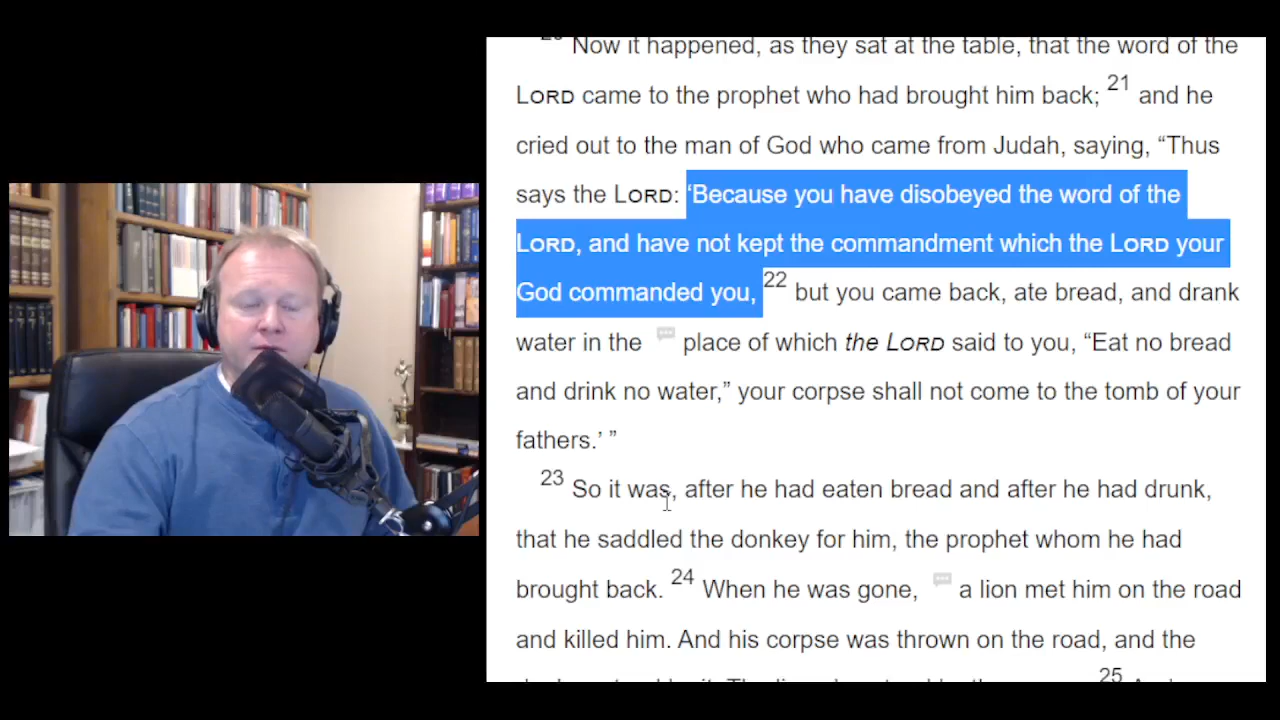 Now it happened, as they sat at the table, that the word of the
LORD came to the prophet who had brought him back; 21 and he
cried out to the man of God who came from Judah, saying, “Thus
says the LORD: ‘Because you have disobeyed the word of the
LORD, and have not kept the commandment which the LORD your
God commanded you, 22 but you came back, ate bread, and drank
water in the place of which the LORD said to you, “Eat no bread
and drink no water,” your corpse shall not come to the tomb of your
fathers.’ ”
23 So it was, after he had eaten bread and after he had drunk,
that he saddled the donkey for him, the prophet whom he had
brought back. 24 When he was gone, a lion met him on the road
and killed him. And his corpse was thrown on the road, and the
25